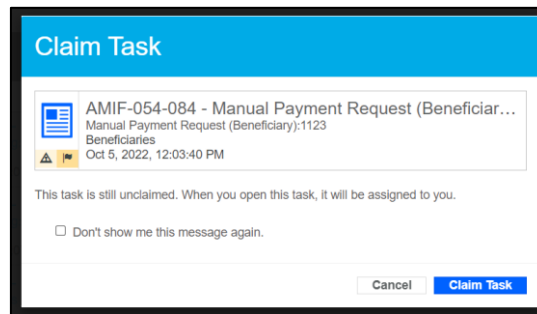 Claim Task
AMIF-054-084 - Manual Payment Request (Beneficiar...
Manual Payment Request (Beneficiary):1123
Beneficiaries
Oct 5, 2022, 12:03:40 PM
This task is still unclaimed. When you open this task, it will be assigned to you.
Don't show me this message again.
Cancel Claim Task